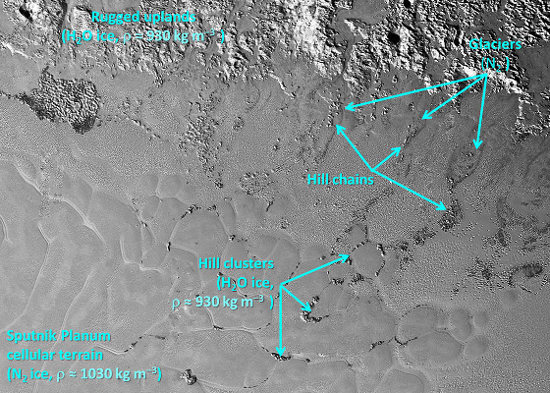 Rugged uplands
(H₂O ice, ρ ≈ 930 kg m⁻³ )
Glaciers
(N₂ )
Hill chains
Hill clusters
(H₂O ice,
ρ ≈ 930 kg m⁻³ )
Sputnik Planum
cellular terrain
(N₂ ice, ρ ≈ 1030 kg m⁻³)